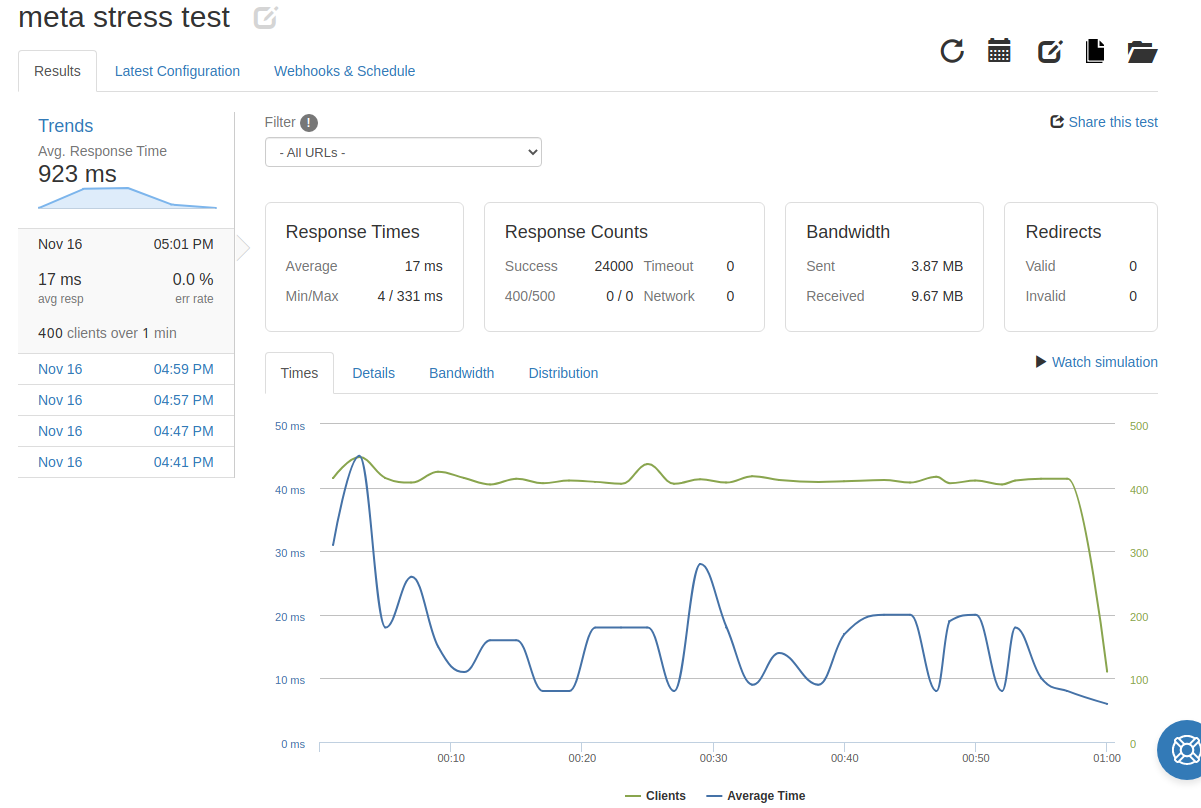 meta stress test
Results Latest Configuration Webhooks & Schedule
Trends
Avg. Response Time
923 ms
Nov 16 05:01 PM
17 ms 0.0 %
avg resp err rate
400 clients over 1 min
Nov 16 04:59 PM
Nov 16 04:57 PM
Nov 16 04:47 PM
Nov 16 04:41 PM
Filter !
Share this test
- All URLs -
Response Times
Average 17 ms
Min/Max 4 / 331 ms
Response Counts
Success 24000 Timeout 0
400/500 0 / 0 Network 0
Bandwidth
Sent 3.87 MB
Received 9.67 MB
Redirects
Valid 0
Invalid 0
Times Details Bandwidth Distribution
Watch simulation
50 ms 500
40 ms 400
30 ms 300
20 ms 200
10 ms 100
0 ms 0
00:10 00:20 00:30 00:40 00:50 01:00
Clients Average Time